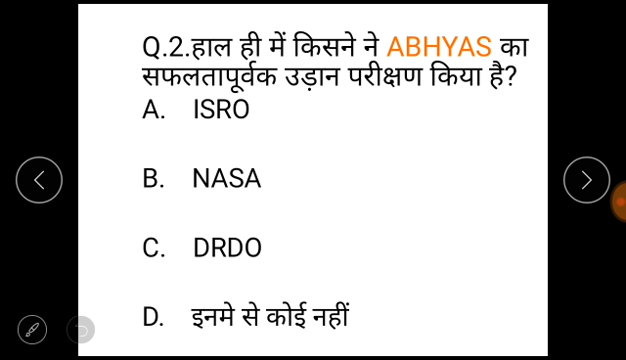 Q.2.हाल ही में किसने ने ABHYAS का
सफलतापूर्वक उड़ान परीक्षण किया है?
A. ISRO
B. NASA
C. DRDO
D. इनमे से कोई नहीं